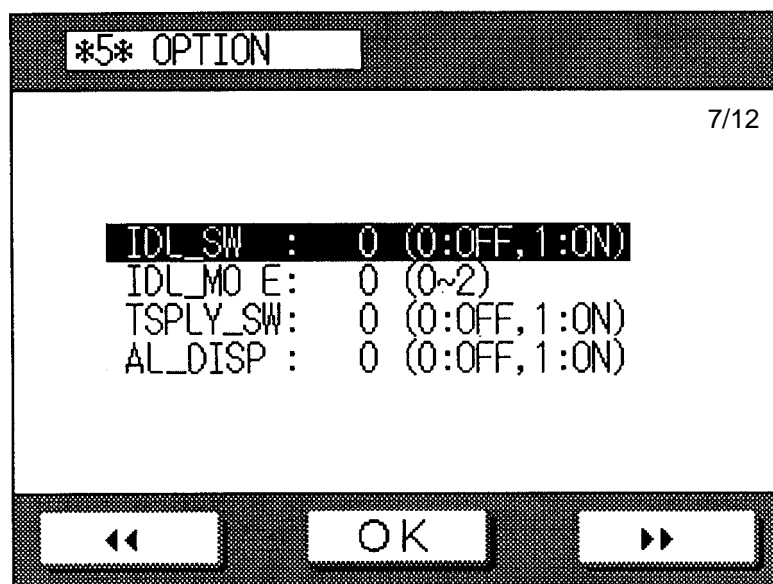 *5* OPTION
7/12
IDL_SW : 0 (0:OFF,1:ON)
IDL_MO E: 0 (0~2)
TSPLY_SW: 0 (0:OFF,1:ON)
AL_DISP : 0 (0:OFF,1:ON)
OK